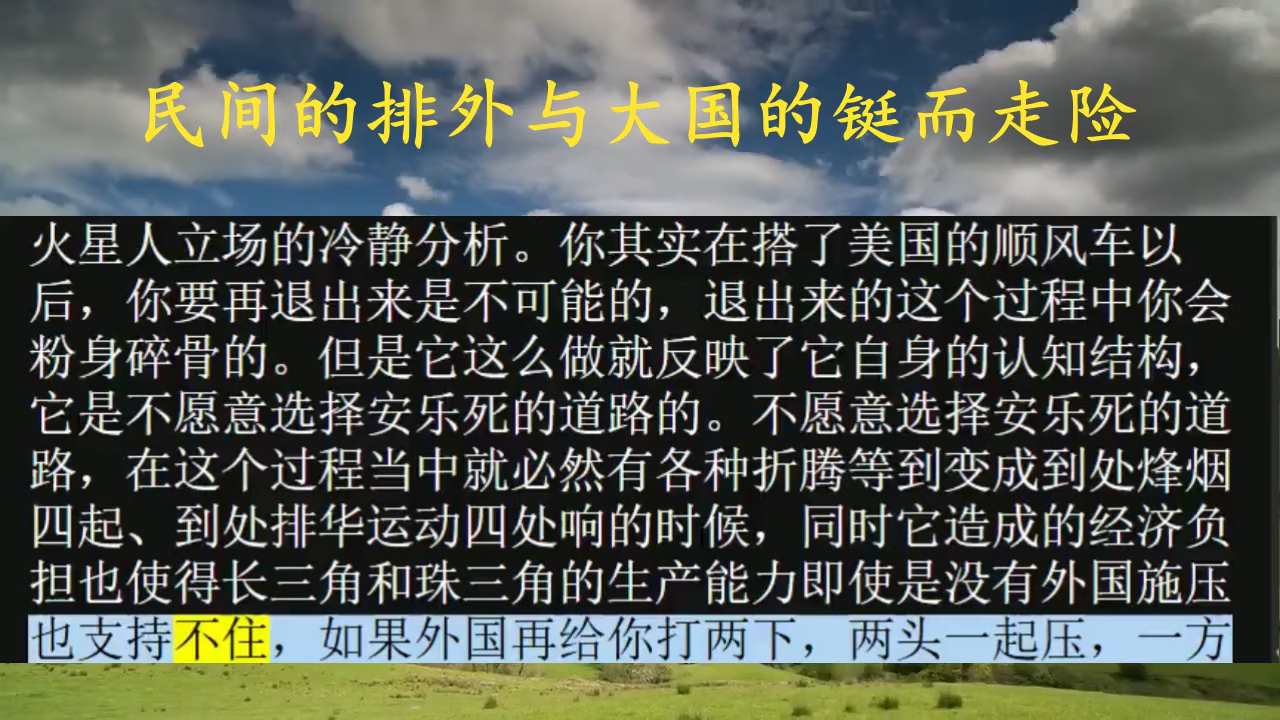 民间的排外与大国的铤而走险
火星人立场的冷静分析。你其实在搭了美国的顺风车以
后，你要再退出来是不可能的，退出来的这个过程中你会
粉身碎骨的。但是它这么做就反映了它自身的认知结构，
它是不愿意选择安乐死的道路的。不愿意选择安乐死的道
路，在这个过程当中就必然有各种折腾等到变成到处烽烟
四起、到处排华运动四处响的时候，同时它造成的经济负
担也使得长三角和珠三角的生产能力即使是没有外国施压
也支持不住，如果外国再给你打两下，两头一起压，一方